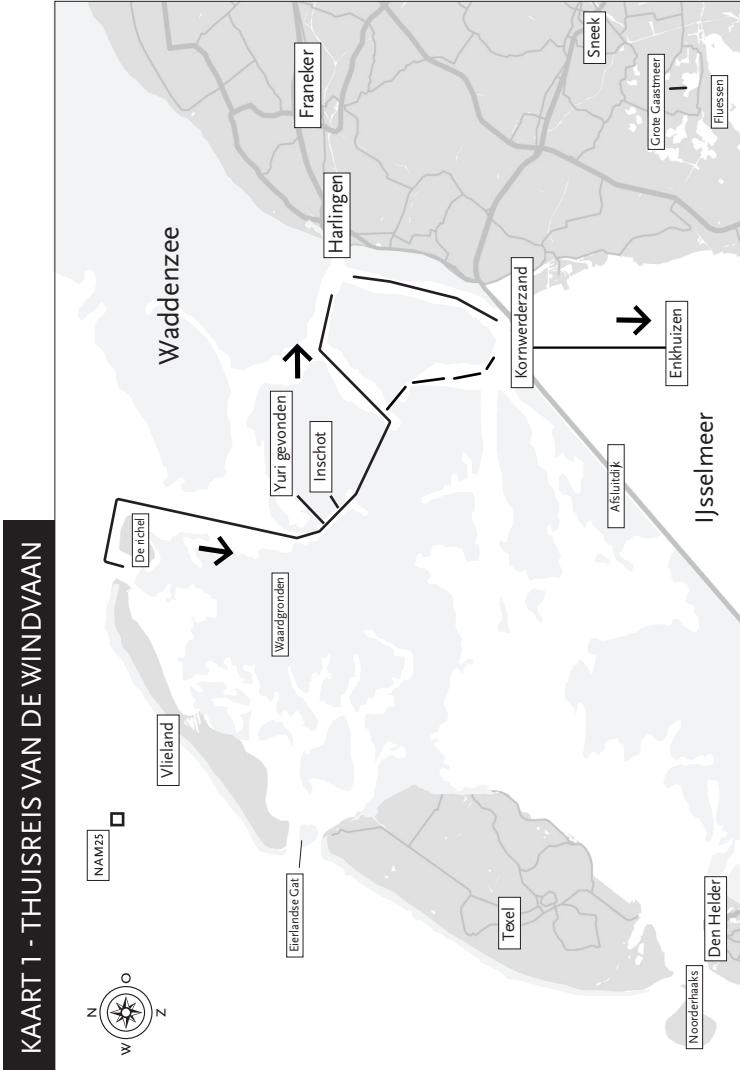 KAART 1 - THUISREIS VAN DE WINDVAAN
N
W
O
Z
NAM25
Vlieland
Eierlandse Gat
Texel
Noorderhaaks
Den Helder
De richel
Waardgronden
Waddenzee
Yuri gevonden
Inschot
Harlingen
Franeker
Sneek
Grote Gaastmeer
Fluessen
Kornwerderzand
Afsluitdijk
Enkhuizen
IJsselmeer